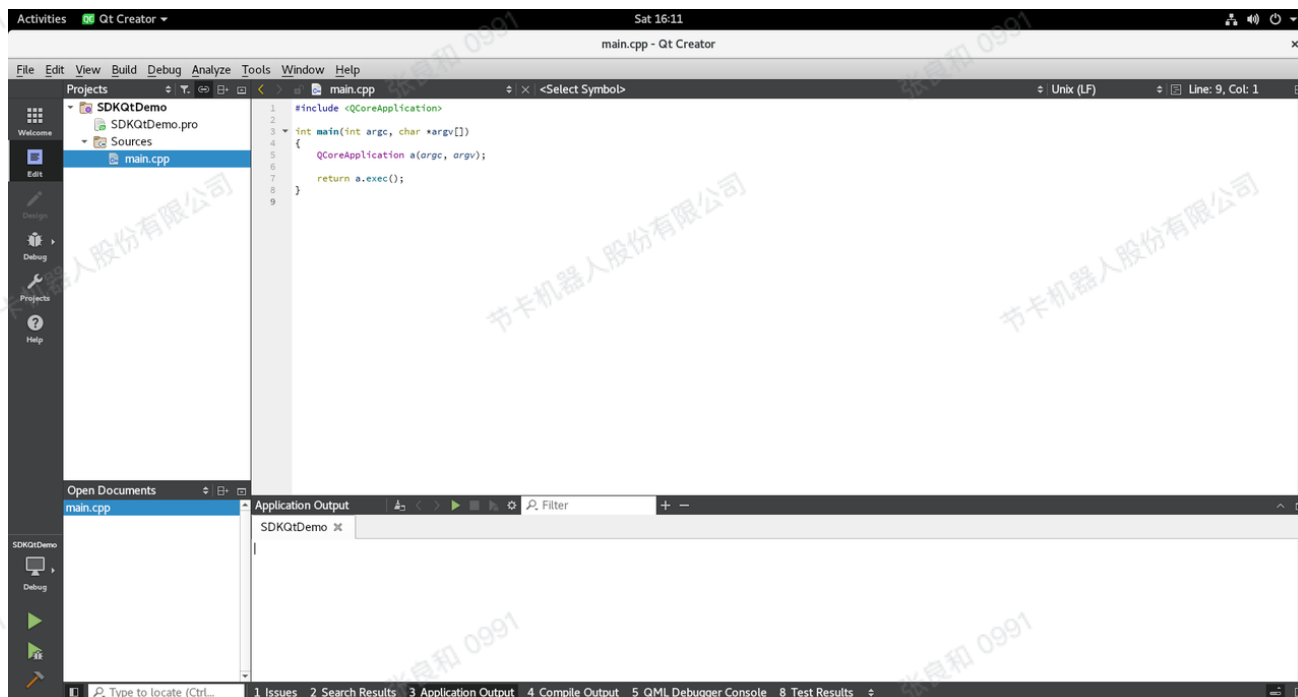 Activities Qt Creator Sat 16:11
main.cpp - Qt Creator
File Edit View Build Debug Analyze Tools Window Help
Projects main.cpp <Select Symbol> Unix (LF) Line: 9, Col: 1
Welcome
Edit
Design
Debug
Projects
Help
SDKQtDemo
SDKQtDemo.pro
Sources
main.cpp
1 #include <QCoreApplication>
2
3 int main(int argc, char *argv[])
4 {
5 QCoreApplication a(argc, argv);
6
7 return a.exec();
8 }
9
Open Documents
main.cpp
Application Output Filter
SDKQtDemo
SDKQtDemo
Debug
Type to locate (Ctrl... 1 Issues 2 Search Results 3 Application Output 4 Compile Output 5 QML Debugger Console 8 Test Results
张良和 0991
张良和 0991
节卡机器人股份有限公司
节卡机器人股份有限公司
节卡机器人股份有限公司
张良和 0991
张良和 0991